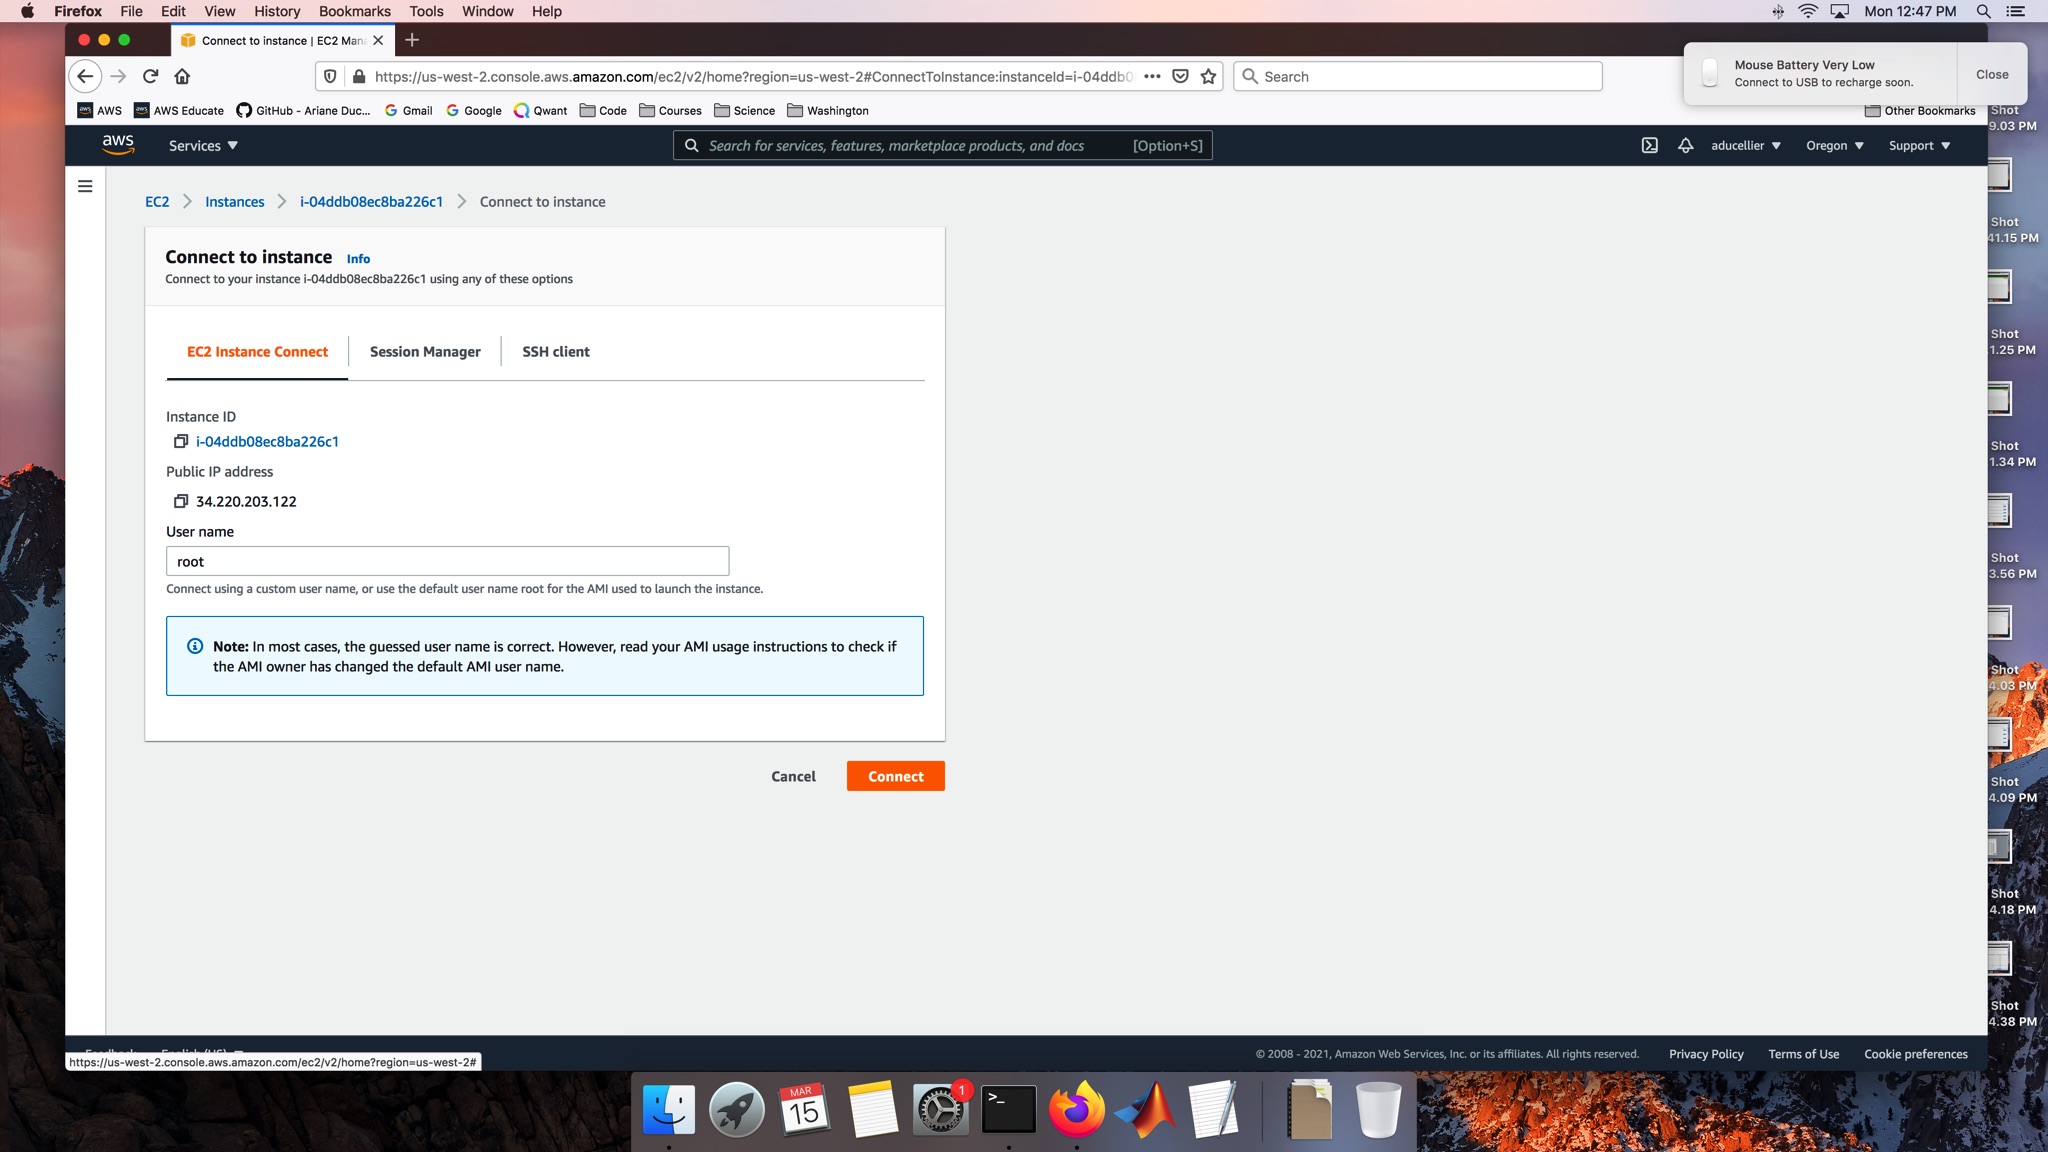 Firefox File Edit View History Bookmarks Tools Window Help Mon 12:47 PM
Connect to instance | EC2 Man
Mouse Battery Very Low
Connect to USB to recharge soon.
Close
https://us-west-2.console.aws.amazon.com/ec2/v2/home?region=us-west-2#ConnectToInstance:instanceId=i-04ddb0
Search
AWS AWS Educate GitHub - Ariane Duc... Gmail Google Qwant Code Courses Science Washington Other Bookmarks
aws Services Search for services, features, marketplace products, and docs [Option+S] aducellier Oregon Support
EC2 Instances i-04ddb08ec8ba226c1 Connect to instance
Connect to instance Info
Connect to your instance i-04ddb08ec8ba226c1 using any of these options
EC2 Instance Connect Session Manager SSH client
Instance ID
i-04ddb08ec8ba226c1
Public IP address
34.220.203.122
User name
root
Connect using a custom user name, or use the default user name root for the AMI used to launch the instance.
Note: In most cases, the guessed user name is correct. However, read your AMI usage instructions to check if
the AMI owner has changed the default AMI user name.
Cancel Connect
© 2008 - 2021, Amazon Web Services, Inc. or its affiliates. All rights reserved. Privacy Policy Terms of Use Cookie preferences
https://us-west-2.console.aws.amazon.com/ec2/v2/home?region=us-west-2#
Shot
9.03 PM
Shot
41.15 PM
Shot
1.25 PM
Shot
1.34 PM
Shot
3.56 PM
Shot
4.03 PM
Shot
4.09 PM
Shot
4.18 PM
Shot
4.38 PM
MAR
15
1
>_